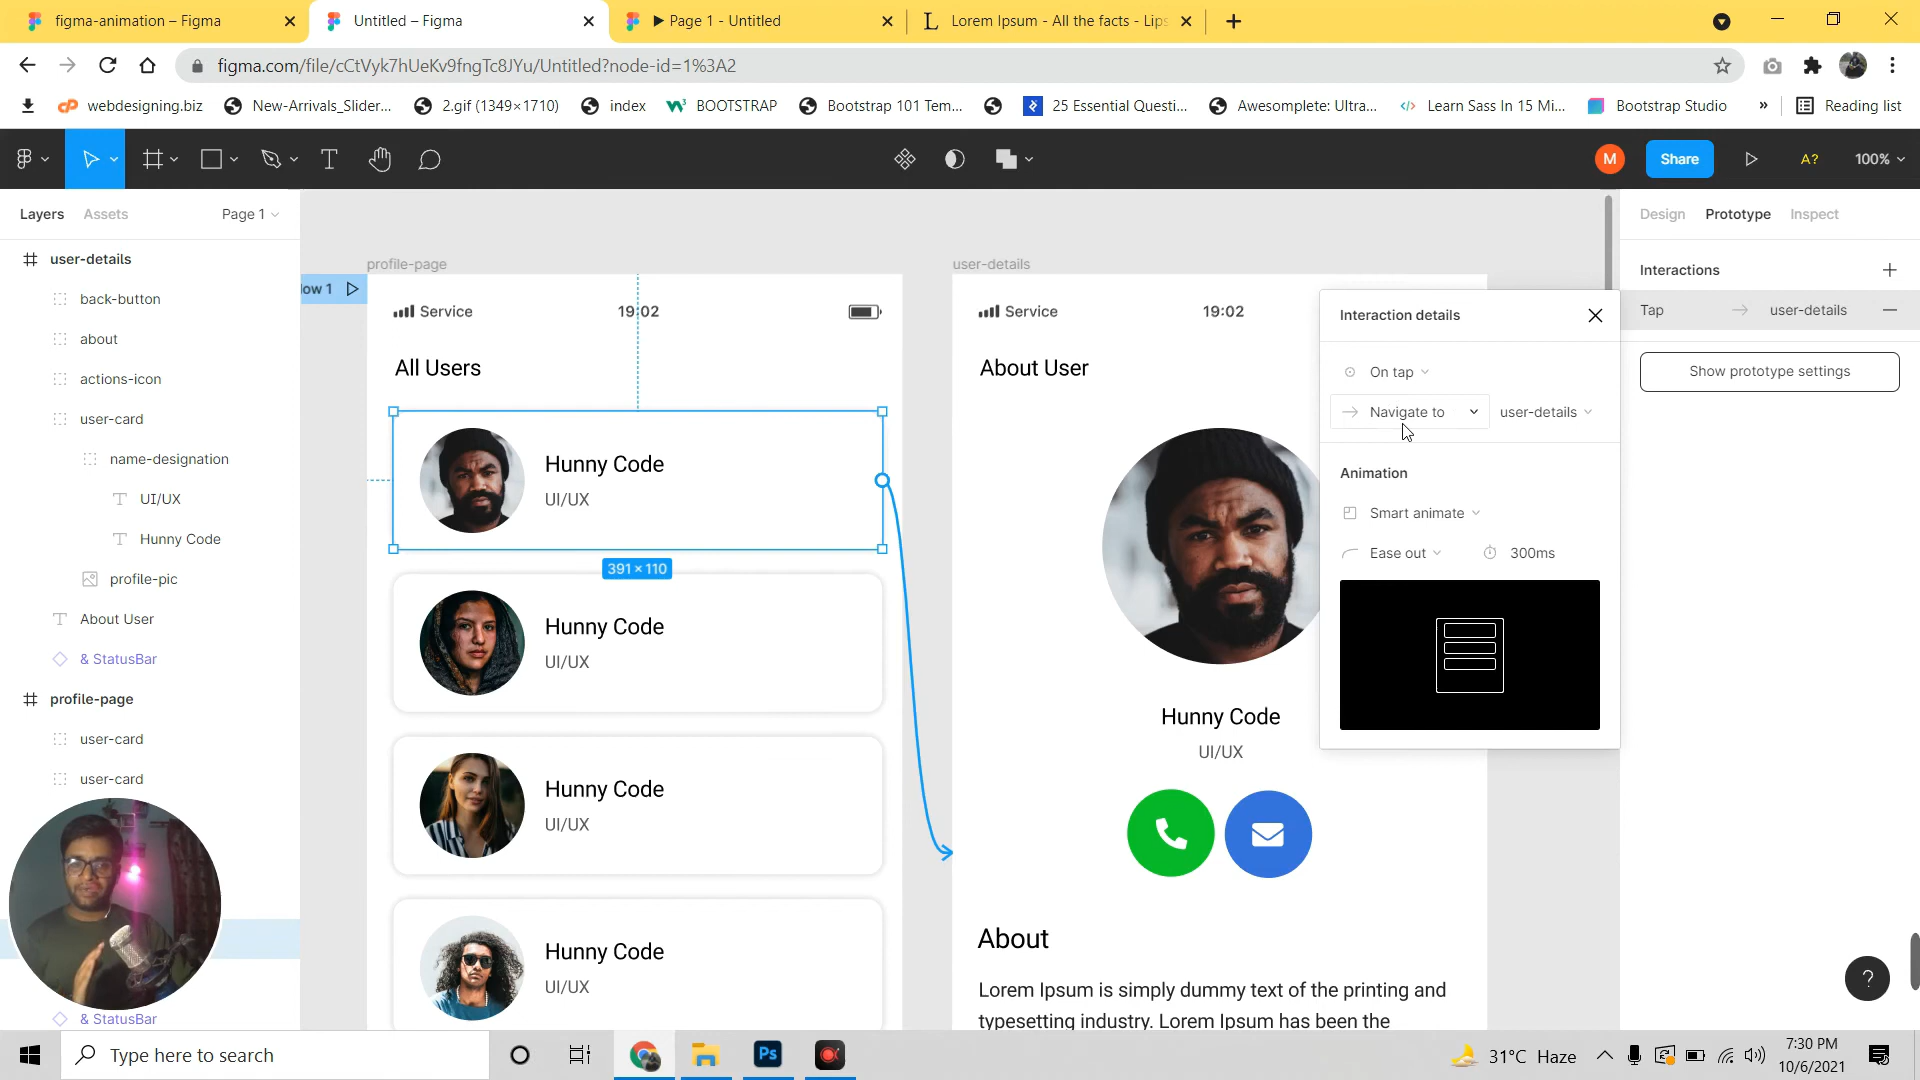 figma-animation – Figma
Untitled – Figma
Page 1 - Untitled
Lorem Ipsum - All the facts - Lips
figma.com/file/cCtVyk7hUeKv9fngTc8JYu/Untitled?node-id=1%3A2
webdesigning.biz
New-Arrivals_Slider...
2.gif (1349×1710)
index
BOOTSTRAP
Bootstrap 101 Tem...
25 Essential Questi...
Awesomplete: Ultra...
Learn Sass In 15 Mi...
Bootstrap Studio
»
Reading list
M
Share
A?
100%
Layers
Assets
Page 1
Design
Prototype
Inspect
user-details
back-button
about
actions-icon
user-card
name-designation
UI/UX
Hunny Code
profile-pic
About User
& StatusBar
profile-page
user-card
user-card
& StatusBar
profile-page
low 1
Service
19:02
All Users
Hunny Code
UI/UX
391 × 110
Hunny Code
UI/UX
Hunny Code
UI/UX
Hunny Code
UI/UX
user-details
Service
19:02
About User
Hunny Code
UI/UX
About
Lorem Ipsum is simply dummy text of the printing and
typesetting industry. Lorem Ipsum has been the
Interaction details
On tap
Navigate to
user-details
Animation
Smart animate
Ease out
300ms
Interactions
Tap
user-details
Show prototype settings
?
Type here to search
Ps
31°C Haze
7:30 PM
10/6/2021